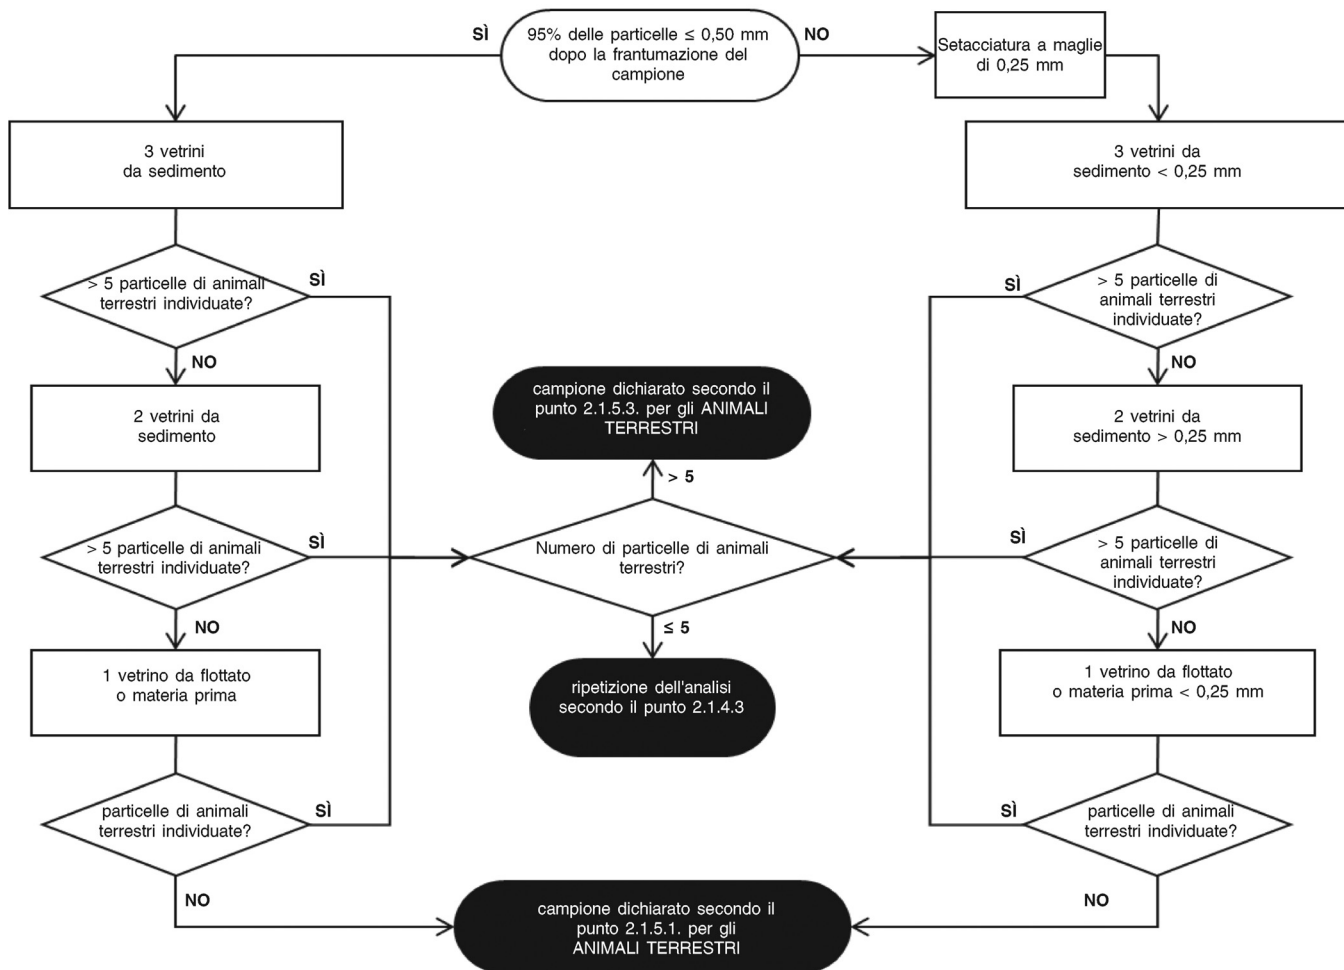 SÌ
95% delle particelle ≤ 0,50 mm
dopo la frantumazione del
campione
NO
Setacciatura a maglie
di 0,25 mm
3 vetrini
da sedimento
3 vetrini da
sedimento < 0,25 mm
> 5 particelle di animali
terrestri individuate?
SÌ
SÌ
> 5 particelle di
animali terrestri
individuate?
NO
NO
2 vetrini da
sedimento
campione dichiarato secondo il
punto 2.1.5.3. per gli ANIMALI
TERRESTRI
2 vetrini da
sedimento > 0,25 mm
> 5
> 5 particelle di animali
terrestri individuate?
SÌ
Numero di particelle di animali
terrestri?
SÌ
> 5 particelle di
animali terrestri
individuate?
NO
≤ 5
NO
1 vetrino da flottato
o materia prima
ripetizione dell'analisi
secondo il punto 2.1.4.3
1 vetrino da flottato
o materia prima < 0,25 mm
particelle di animali
terrestri individuate?
SÌ
SÌ
particelle di animali
terrestri individuate?
NO
campione dichiarato secondo il
punto 2.1.5.1. per gli
ANIMALI TERRESTRI
NO